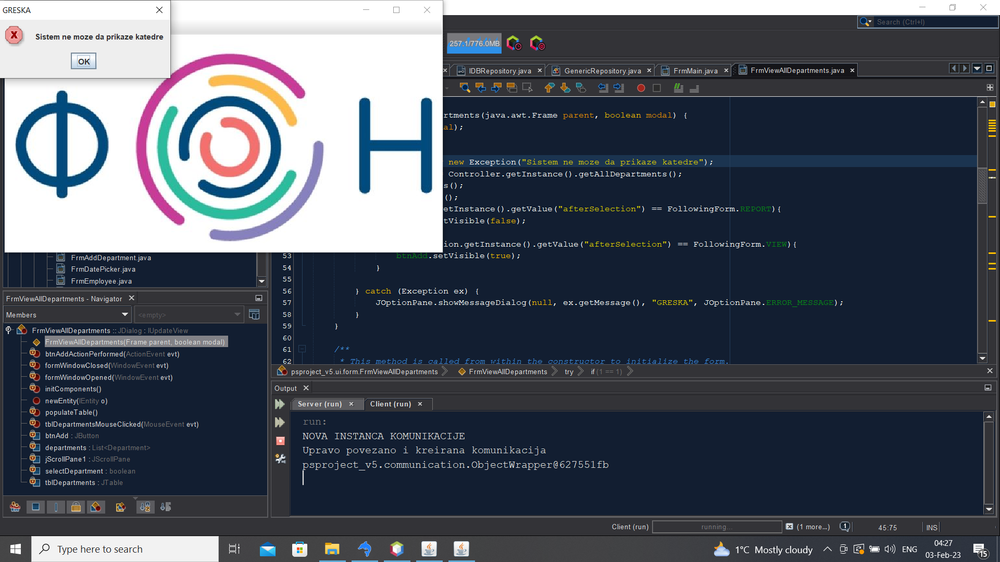 GRESKA
Sistem ne moze da prikaze katedre
OK
Ф Н
Search (Ctrl+I)
257.1/776.0MB
IDBRepository.java
GenericRepository.java
FrmMain.java
FrmViewAllDepartments.java
rtments(java.awt.Frame parent, boolean modal) {
al);
new Exception("Sistem ne moze da prikaze katedre");
Controller.getInstance().getAllDepartments();
s();
();
etInstance().getValue("afterSelection") == FollowingForm.REPORT){
tVisible(false);
ion.getInstance().getValue("afterSelection") == FollowingForm.VIEW){
53 btnAdd.setVisible(true);
54 }
55
56 } catch (Exception ex) {
57 JOptionPane.showMessageDialog(null, ex.getMessage(), "GRESKA", JOptionPane.ERROR_MESSAGE);
58 }
59 }
60
61 /**
62 * This method is called from within the constructor to initialize the form.
psproject_v5.ui.form.FrmViewAllDepartments FrmViewAllDepartments try if (1 == 1)
FrmAddDepartment.java
FrmDatePicker.java
FrmEmployee.java
FrmViewAllDepartments - Navigator
Members <empty>
FrmViewAllDepartments :: JDialog : IUpdateView
FrmViewAllDepartments(Frame parent, boolean modal)
btnAddActionPerformed(ActionEvent evt)
formWindowClosed(WindowEvent evt)
formWindowOpened(WindowEvent evt)
initComponents()
newEntity(IEntity o)
populateTable()
tblDepartmentsMouseClicked(MouseEvent evt)
btnAdd : JButton
departments : List<Department>
jScrollPane1 : JScrollPane
selectDepartment : boolean
tblDepartments : JTable
Output
Server (run)
Client (run)
run:
NOVA INSTANCA KOMUNIKACIJE
Upravo povezano i kreirana komunikacija
psproject_v5.communication.ObjectWrapper@627551fb
Client (run) running... (1 more...) 1 45:75 INS
Type here to search
1°C Mostly cloudy
ENG
04:27
03-Feb-23
15